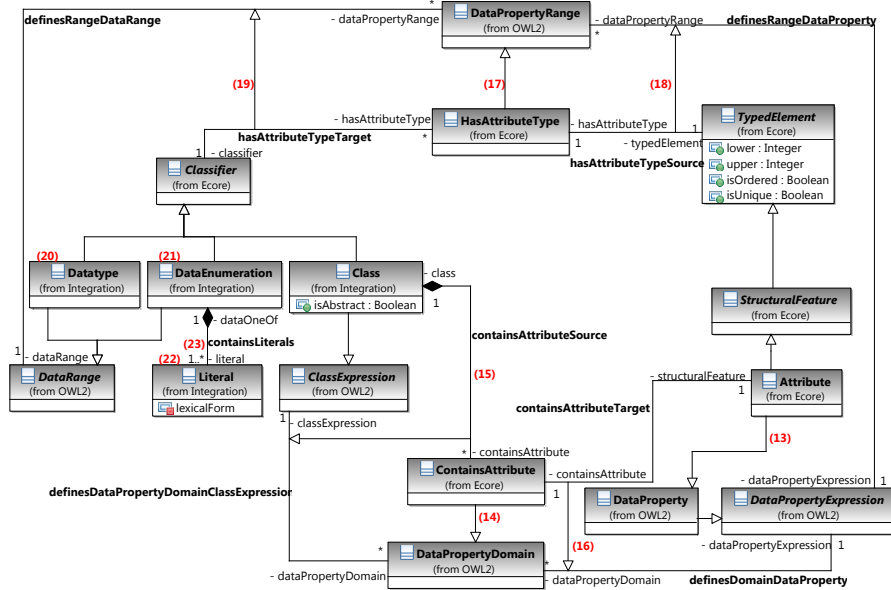 definesRangeDataRange
*
- dataPropertyRange
DataPropertyRange
(from OWL2)
- dataPropertyRange
*
definesRangeDataProperty
(19)
(17)
(18)
- hasAttributeType
*
hasAttributeTypeTarget
1
- classifier
HasAttributeType
(from Ecore)
- hasAttributeType
1
1
- typedElement
hasAttributeTypeSource
TypedElement
(from Ecore)
lower : Integer
upper : Integer
isOrdered : Boolean
isUnique : Boolean
Classifier
(from Ecore)
(20)
Datatype
(from Integration)
(21)
DataEnumeration
(from Integration)
Class
(from Integration)
isAbstract : Boolean
- class
1
StructuralFeature
(from Ecore)
1
- dataOneOf
(23)
containsLiterals
1
- dataRange
(22)
1..*
- literal
containsAttributeSource
(15)
DataRange
(from OWL2)
Literal
(from Integration)
lexicalForm
ClassExpression
(from OWL2)
- structuralFeature
1
Attribute
(from Ecore)
containsAttributeTarget
1
- classExpression
(13)
*
- containsAttribute
ContainsAttribute
(from Ecore)
- containsAttribute
1
- dataPropertyExpression
1
definesDataPropertyDomainClassExpression
DataProperty
(from OWL2)
DataPropertyExpression
(from OWL2)
(14)
(16)
- dataPropertyExpression
1
*
- dataPropertyDomain
DataPropertyDomain
(from OWL2)
*
- dataPropertyDomain
definesDomainDataProperty